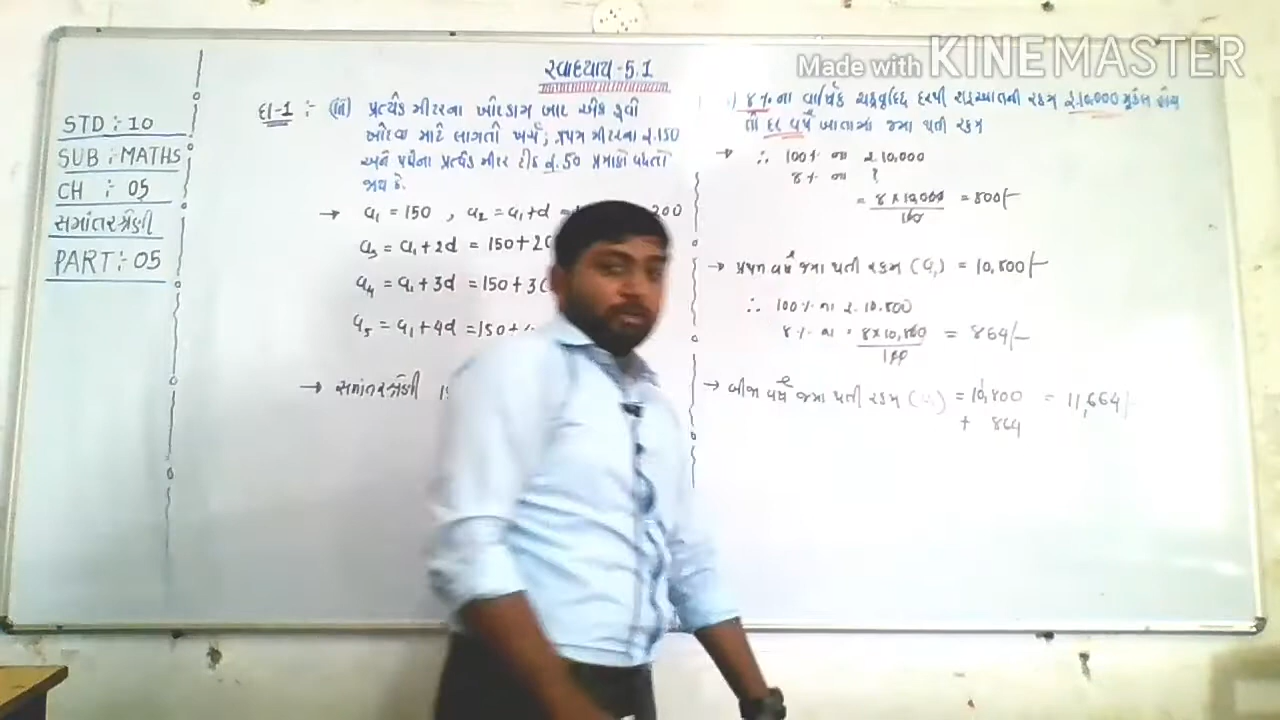 Made with KINEMASTER
સ્વાધ્યાય-5.1
STD : 10
SUB : MATHS
CH : 05
સમાંતરશ્રેણી
PART : 05
દા-1 :- (iii) પ્રત્યેક મીટરના ખોદકામ બાદ એક કૂવો
ખોદવા માટે લાગતો ખર્ચ; પ્રથમ મીટરના રૂ.150
અને પછીના પ્રત્યેક મીટર દીઠ રૂ.50 પ્રમાણે વધતો
જાય છે.
→ a₁ = 150 , a₂ = a₁+d = 200
a₃ = a₁+2d = 150+2(
a₄ = a₁+3d = 150+3(
a₅ = a₁+4d = 150+4
→ સમાંતરશ્રેણી
8% ના વાર્ષિક ચક્રવૃદ્ધિ દરથી શરૂઆતની રકમ રૂ.10,000 મુકેલ હોય
તો દર વર્ષે ખાતામાં જમા થતી રકમ
→ ∴ 100% ના રૂ.10,000
8% ના ?
= 8 × 10,000 / 100 = 800/-
→ પ્રથમ વર્ષે જમા થતી રકમ (a₁) = 10,800/-
∴ 100% ના રૂ. 10,800
8% ના = 8×10,800 / 100 = 864/-
→ બીજા વર્ષે જમા થતી રકમ = 10,800 = 11,664/-
+ 864